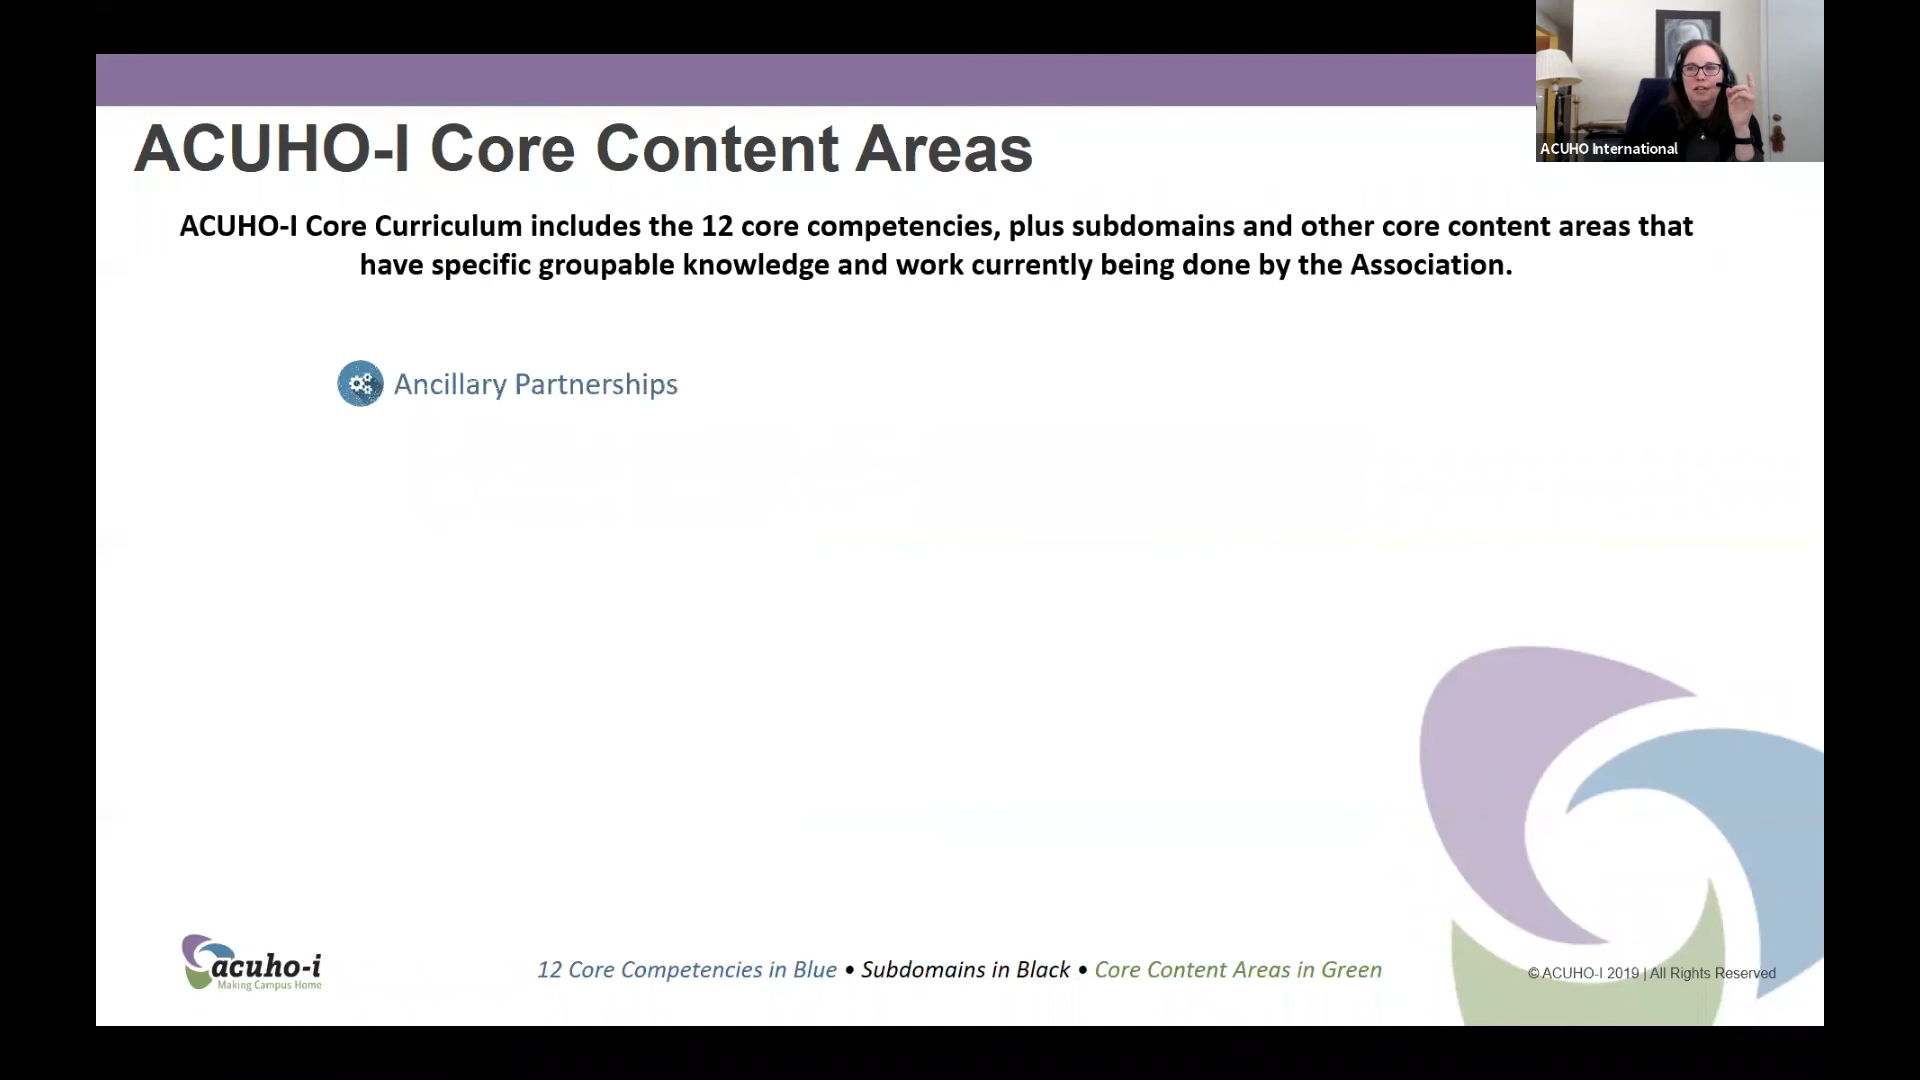 ACUHO International
ACUHO-I Core Content Areas
ACUHO-I Core Curriculum includes the 12 core competencies, plus subdomains and other core content areas that
have specific groupable knowledge and work currently being done by the Association.
Ancillary Partnerships
acuho-i
Making Campus Home
12 Core Competencies in Blue • Subdomains in Black • Core Content Areas in Green
© ACUHO-I 2019 | All Rights Reserved